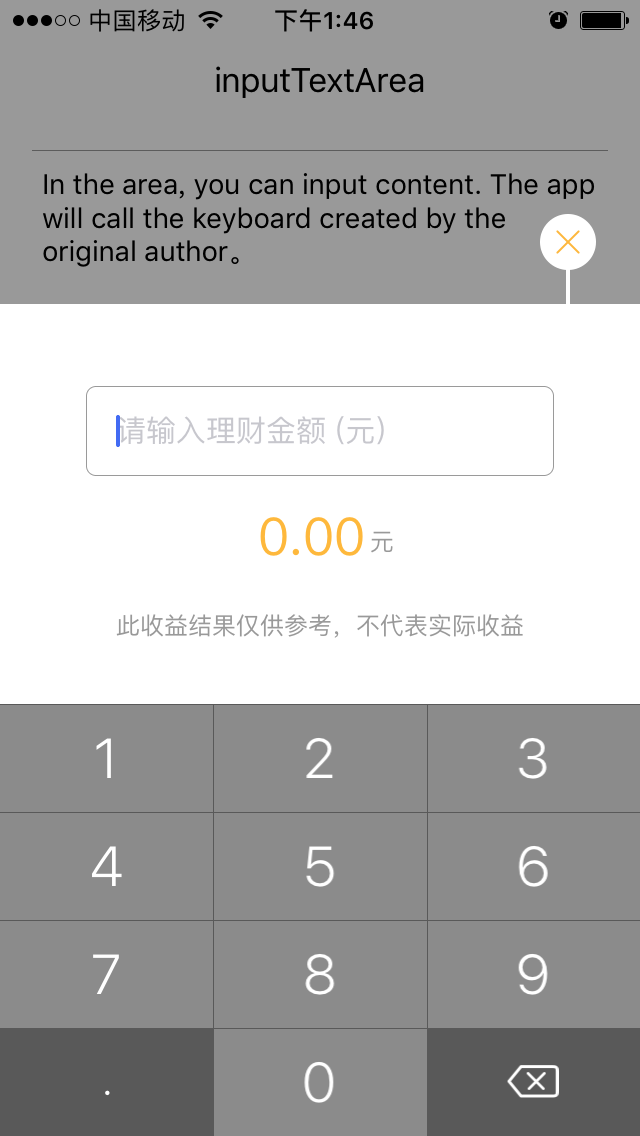 中国移动 下午1:46
inputTextArea
In the area, you can input content. The app
will call the keyboard created by the
original author。
请输入理财金额 (元)
0.00 元
此收益结果仅供参考，不代表实际收益
1 2 3
4 5 6
7 8 9
. 0